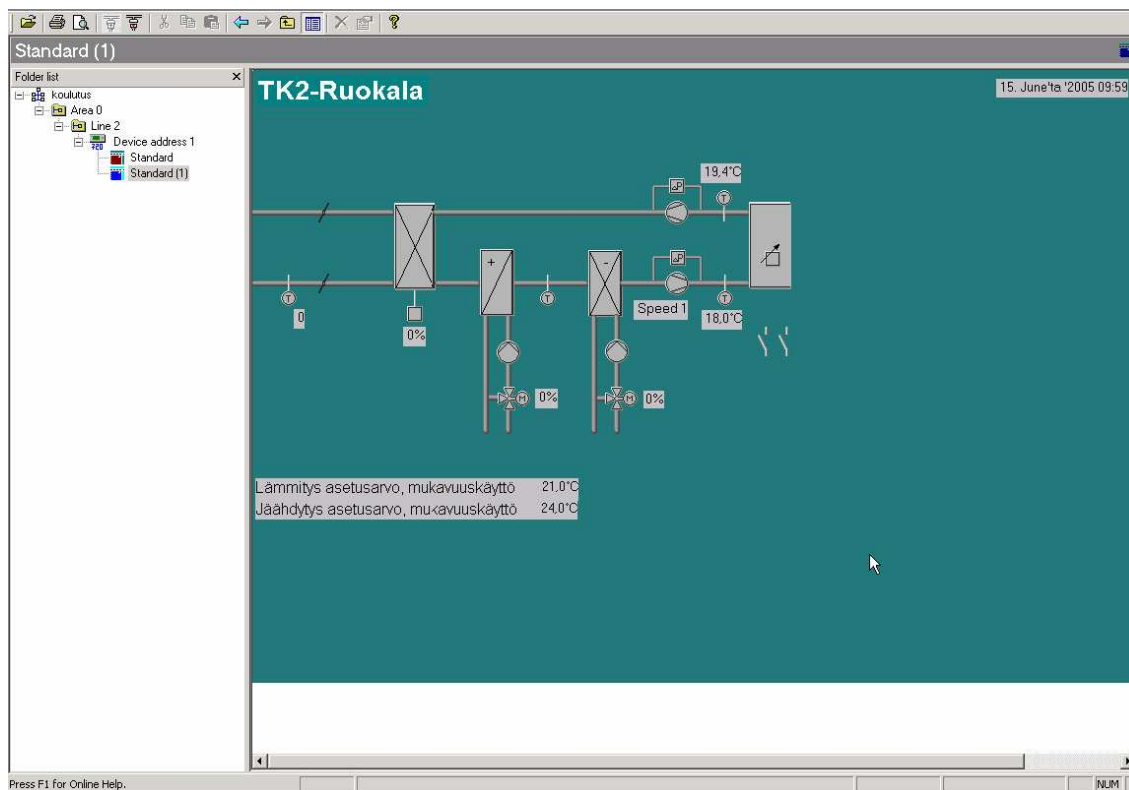 Standard (1)
Folder list
koulutus
Area 0
Line 2
Device address 1
Standard
Standard (1)
TK2-Ruokala
15. June'ta '2005 09:59
19,4°C
T
+
-
T
0
0%
T
Speed 1
T
18,0°C
M
0%
M
0%
Lämmitys asetusarvo, mukavuuskäyttö 21,0°C
Jäähdytys asetusarvo, mukavuuskäyttö 24,0°C
Press F1 for Online Help.
NUM